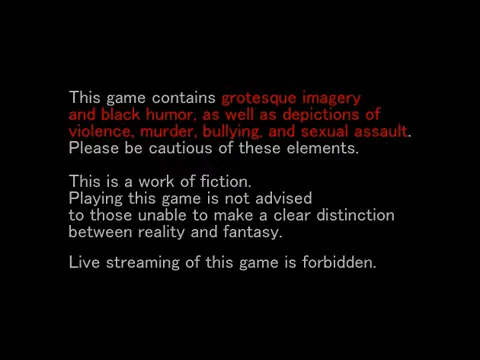 This game contains grotesque imagery
and black humor, as well as depictions of
violence, murder, bullying, and sexual assault.
Please be cautious of these elements.
This is a work of fiction.
Playing this game is not advised
to those unable to make a clear distinction
between reality and fantasy.
Live streaming of this game is forbidden.